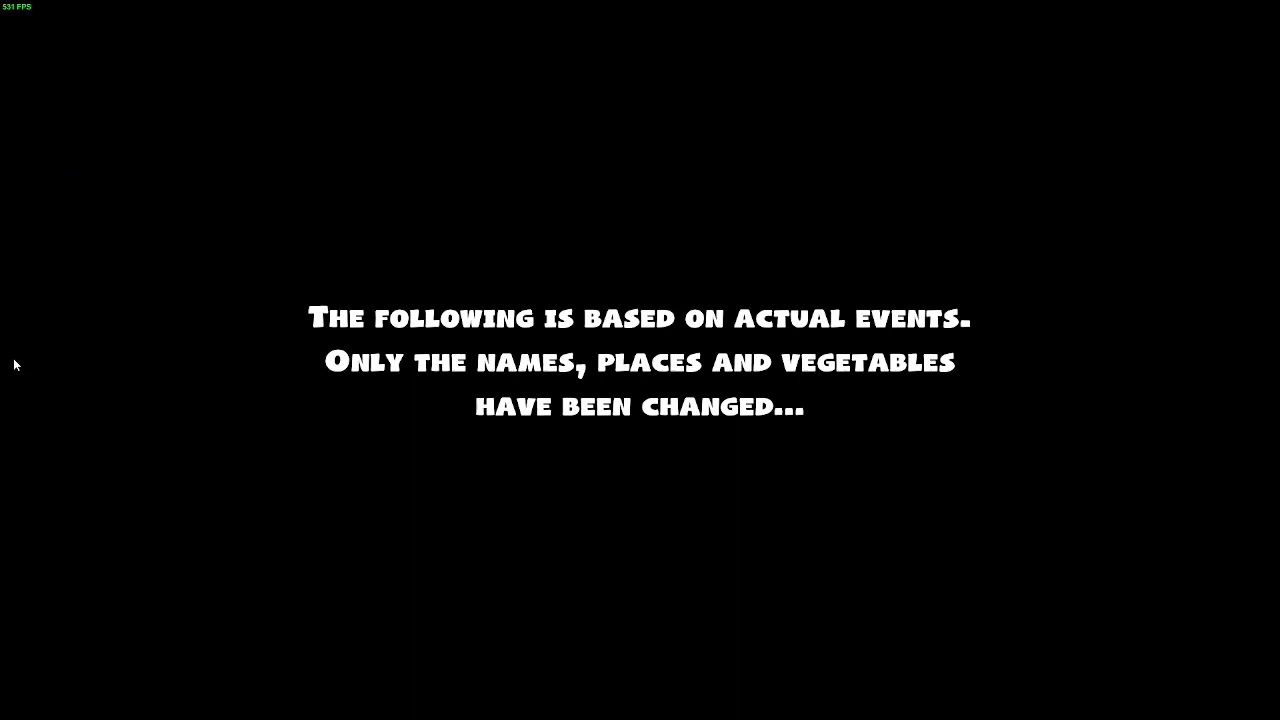 531 FPS
The following is based on actual events.
Only the names, places and vegetables
have been changed...